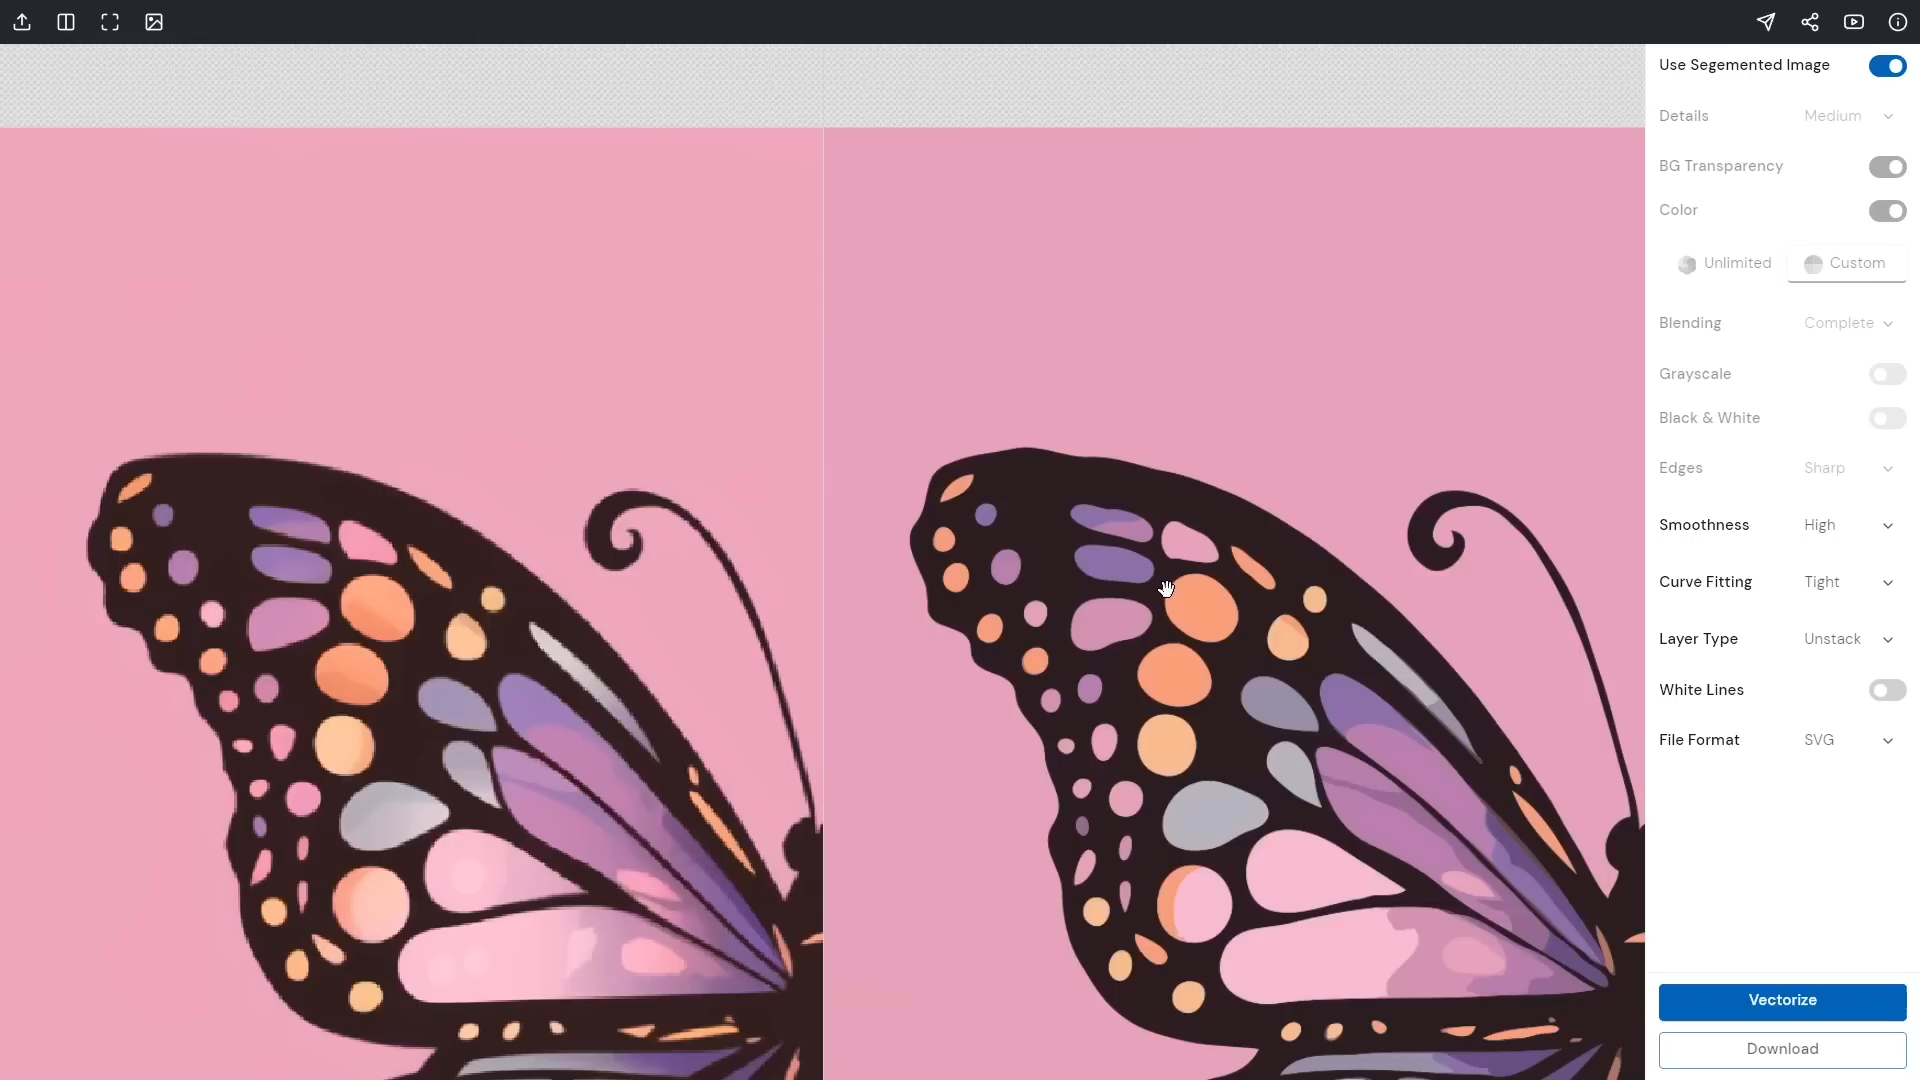 Use Segemented Image
Details Medium
BG Transparency
Color
Unlimited Custom
Blending Complete
Grayscale
Black & White
Edges Sharp
Smoothness High
Curve Fitting Tight
Layer Type Unstack
White Lines
File Format SVG
Vectorize
Download